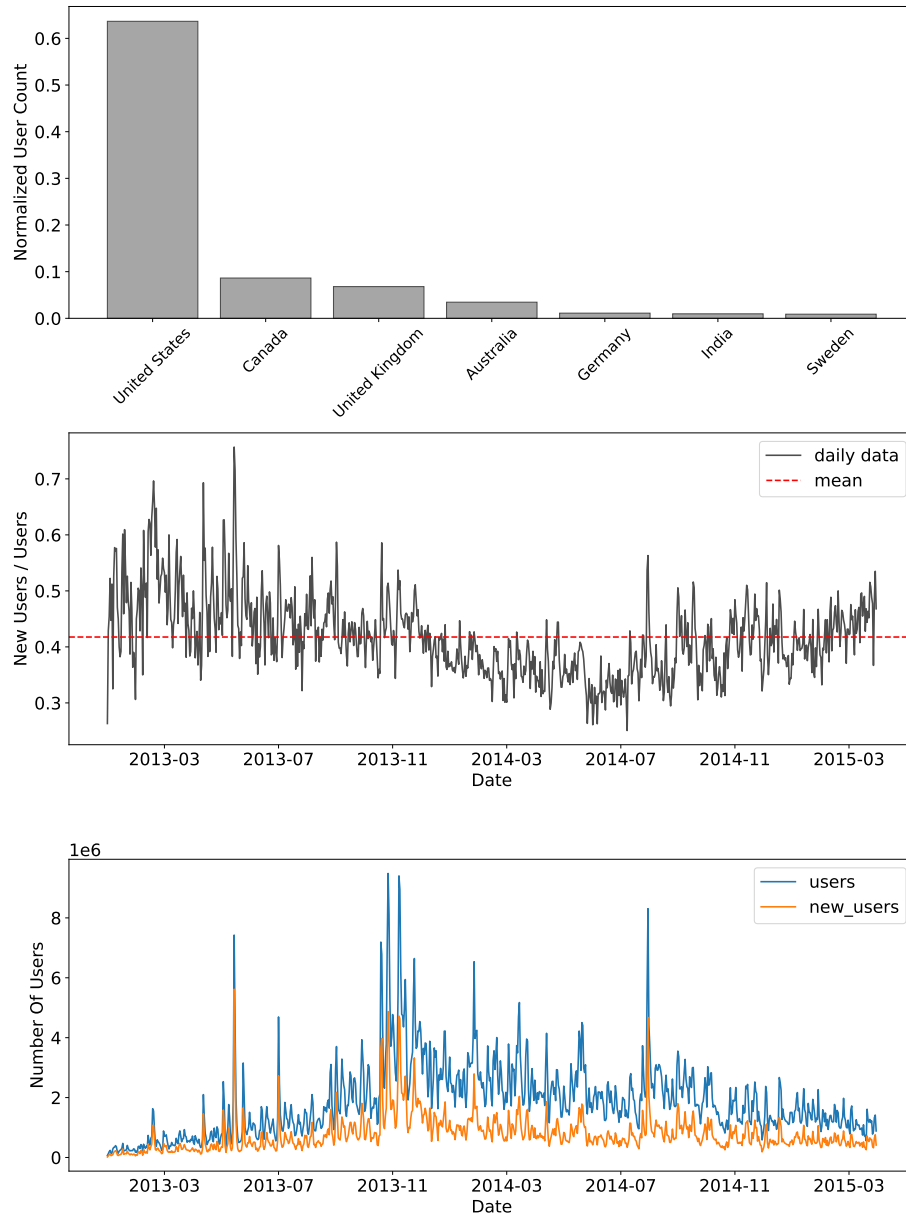 0.6
0.5
0.4
0.3
0.2
0.1
0.0
Normalized User Count
United States
Canada
United Kingdom
Australia
Germany
India
Sweden
daily data
mean
0.7
0.6
0.5
0.4
0.3
New Users / Users
2013-03 2013-07 2013-11 2014-03 2014-07 2014-11 2015-03
Date
1e6
users
new_users
8
6
4
2
0
Number Of Users
2013-03 2013-07 2013-11 2014-03 2014-07 2014-11 2015-03
Date